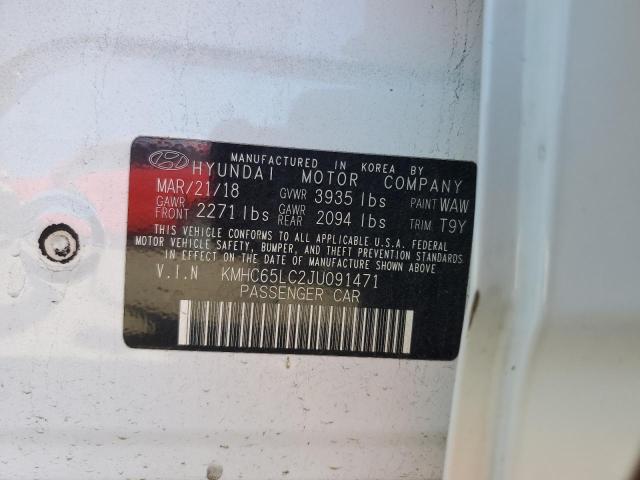 MANUFACTURED IN KOREA BY
HYUNDAI MOTOR COMPANY
MAR/21/18 GVWR 3935 lbs PAINT WAW
GAWR FRONT 2271 lbs GAWR REAR 2094 lbs TRIM T9Y
THIS VEHICLE CONFORMS TO ALL APPLICABLE U.S.A. FEDERAL
MOTOR VEHICLE SAFETY, BUMPER, AND THEFT PREVENTION STANDARDS
IN EFFECT ON THE DATE OF MANUFACTURE SHOWN ABOVE.
V.I.N KMHC65LC2JU091471
PASSENGER CAR